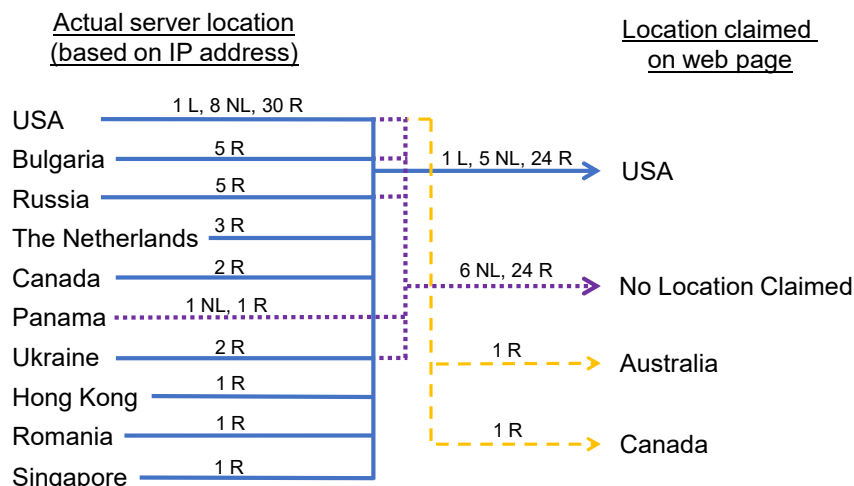 Actual server location
(based on IP address)
Location claimed
on web page
USA
1 L, 8 NL, 30 R
Bulgaria
5 R
Russia
5 R
The Netherlands
3 R
Canada
2 R
Panama
1 NL, 1 R
Ukraine
2 R
Hong Kong
1 R
Romania
1 R
Singapore
1 R
1 L, 5 NL, 24 R
USA
6 NL, 24 R
No Location Claimed
1 R
Australia
1 R
Canada